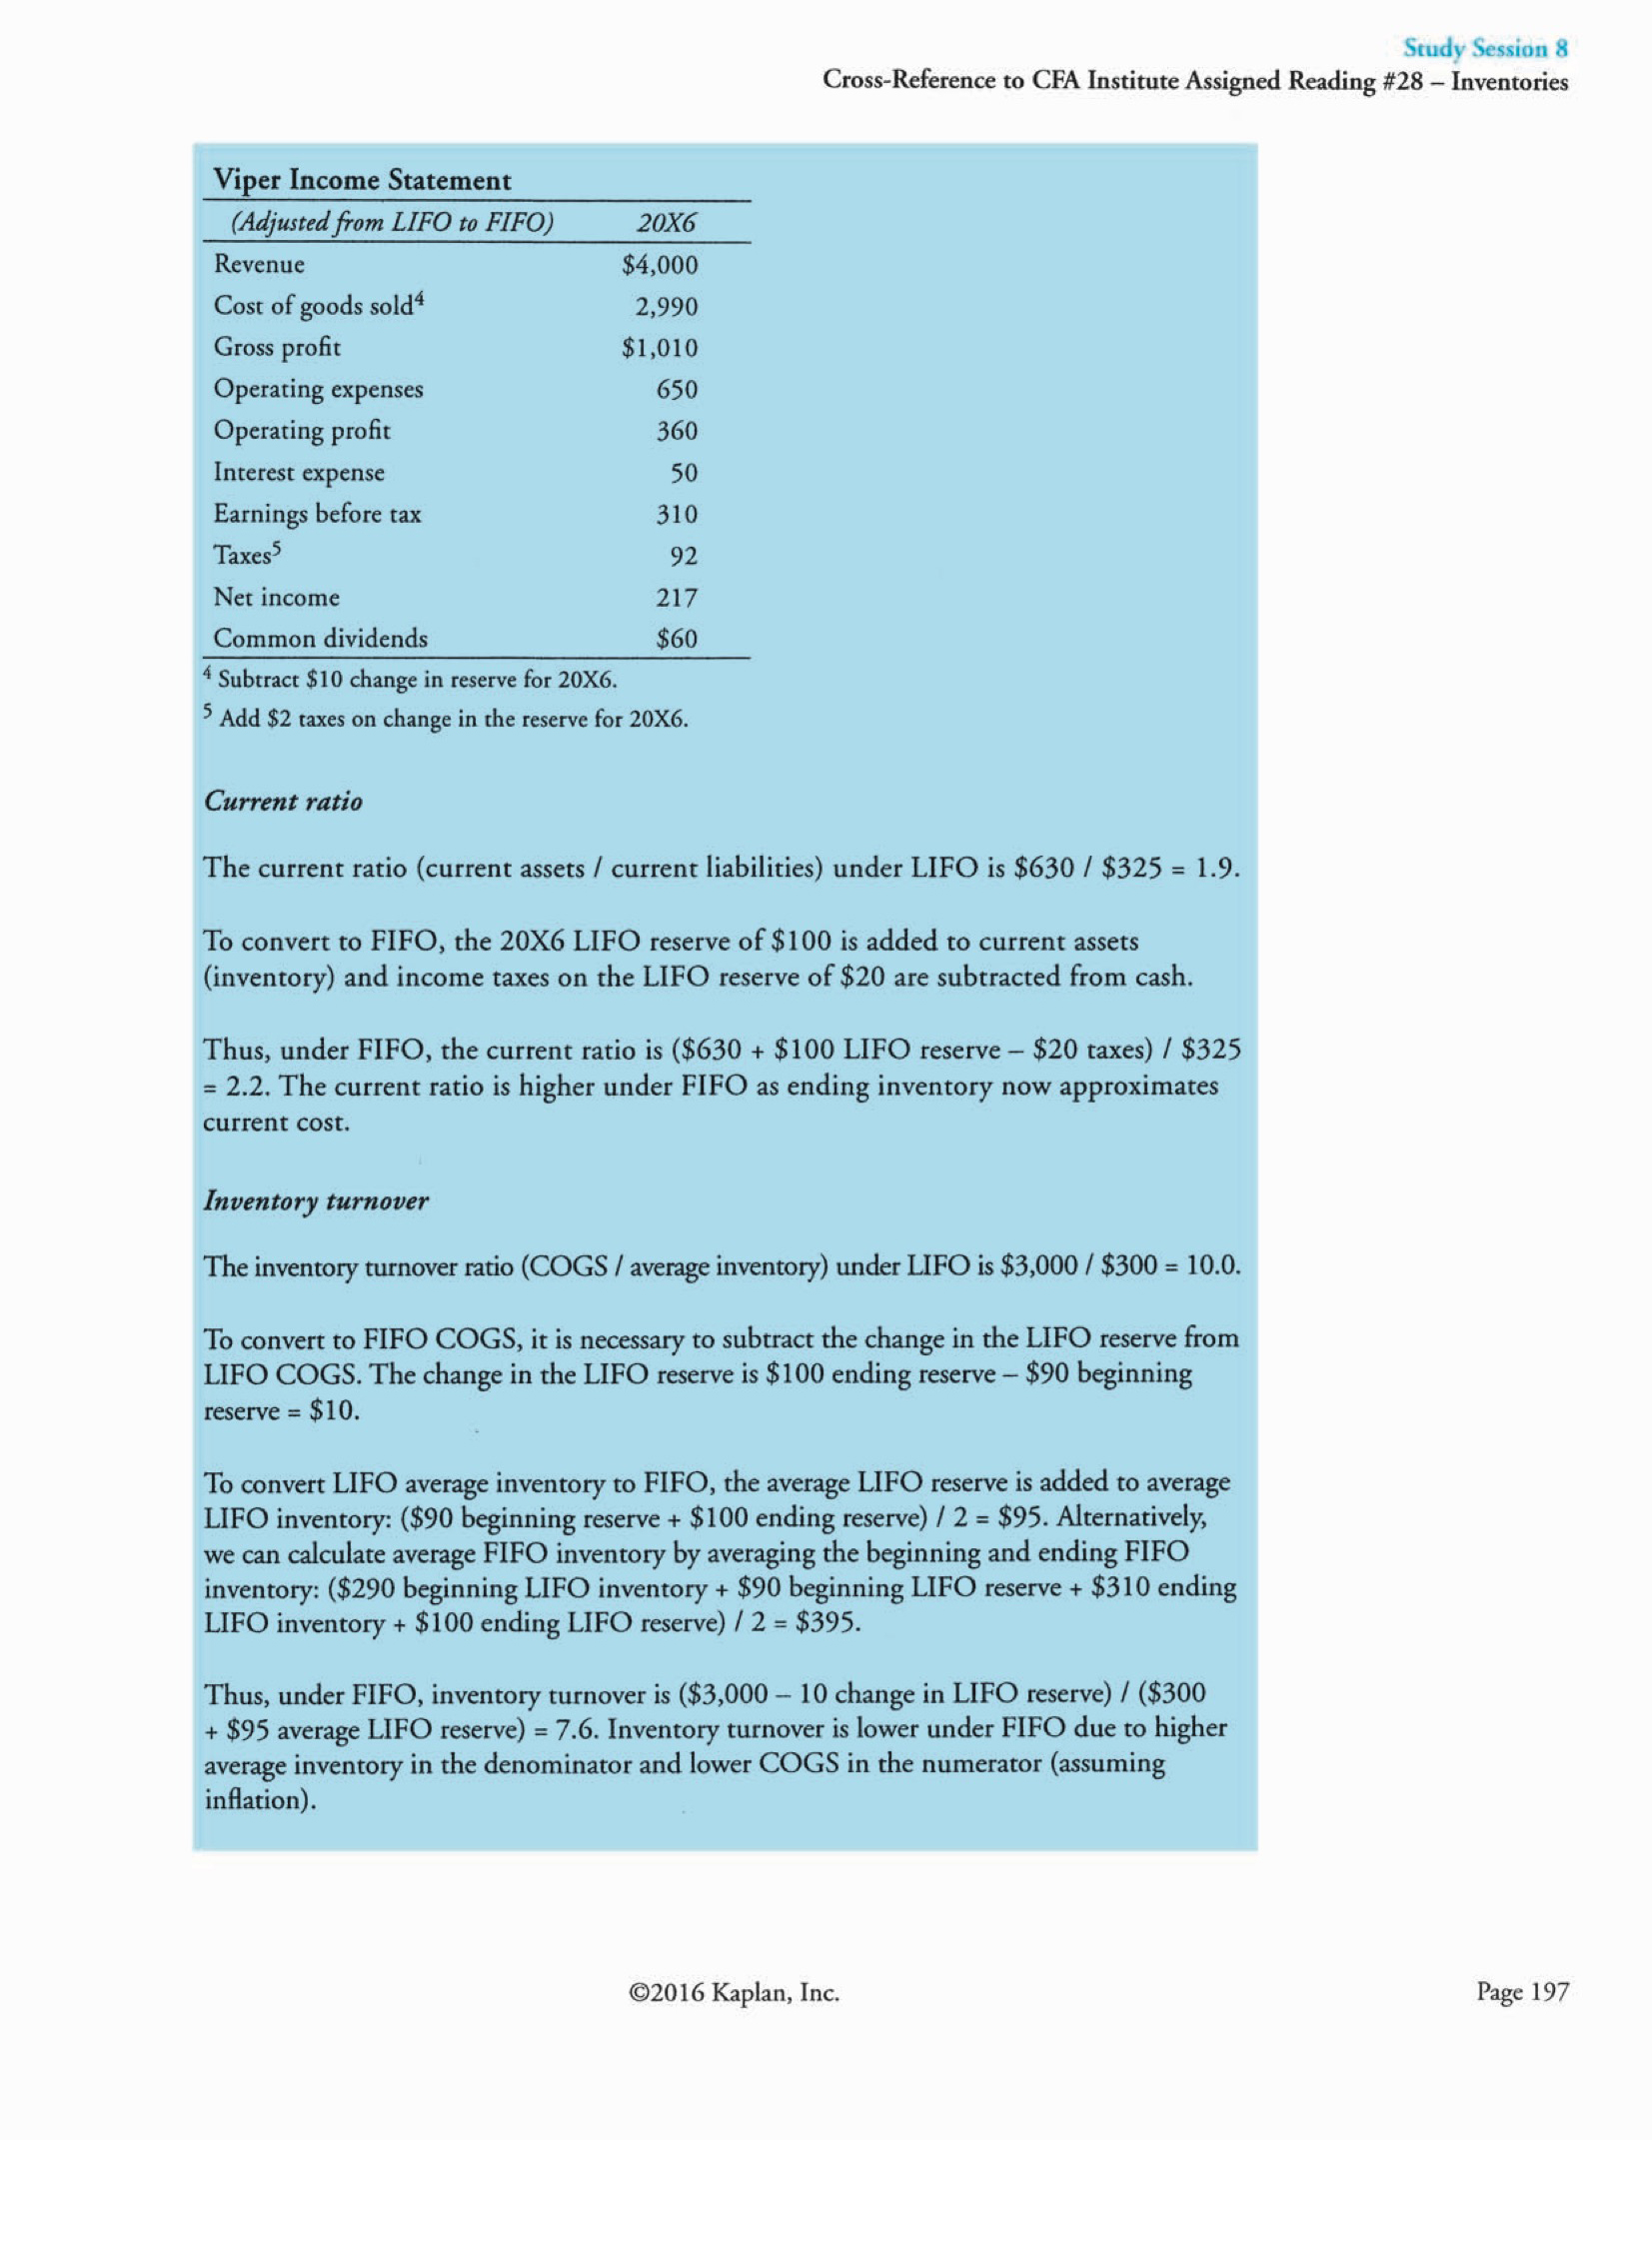 Study Session 8
Cross-Reference to CFA Institute Assigned Reading #28 – Inventories
Viper Income Statement
(Adjusted from LIFO to FIFO) 20X6
Revenue $4,000
Cost of goods sold⁴ 2,990
Gross profit $1,010
Operating expenses 650
Operating profit 360
Interest expense 50
Earnings before tax 310
Taxes⁵ 92
Net income 217
Common dividends $60
⁴ Subtract $10 change in reserve for 20X6.
⁵ Add $2 taxes on change in the reserve for 20X6.
Current ratio
The current ratio (current assets / current liabilities) under LIFO is $630 / $325 = 1.9.
To convert to FIFO, the 20X6 LIFO reserve of $100 is added to current assets
(inventory) and income taxes on the LIFO reserve of $20 are subtracted from cash.
Thus, under FIFO, the current ratio is ($630 + $100 LIFO reserve – $20 taxes) / $325
= 2.2. The current ratio is higher under FIFO as ending inventory now approximates
current cost.
Inventory turnover
The inventory turnover ratio (COGS / average inventory) under LIFO is $3,000 / $300 = 10.0.
To convert to FIFO COGS, it is necessary to subtract the change in the LIFO reserve from
LIFO COGS. The change in the LIFO reserve is $100 ending reserve – $90 beginning
reserve = $10.
To convert LIFO average inventory to FIFO, the average LIFO reserve is added to average
LIFO inventory: ($90 beginning reserve + $100 ending reserve) / 2 = $95. Alternatively,
we can calculate average FIFO inventory by averaging the beginning and ending FIFO
inventory: ($290 beginning LIFO inventory + $90 beginning LIFO reserve + $310 ending
LIFO inventory + $100 ending LIFO reserve) / 2 = $395.
Thus, under FIFO, inventory turnover is ($3,000 – 10 change in LIFO reserve) / ($300
+ $95 average LIFO reserve) = 7.6. Inventory turnover is lower under FIFO due to higher
average inventory in the denominator and lower COGS in the numerator (assuming
inflation).
©2016 Kaplan, Inc.
Page 197